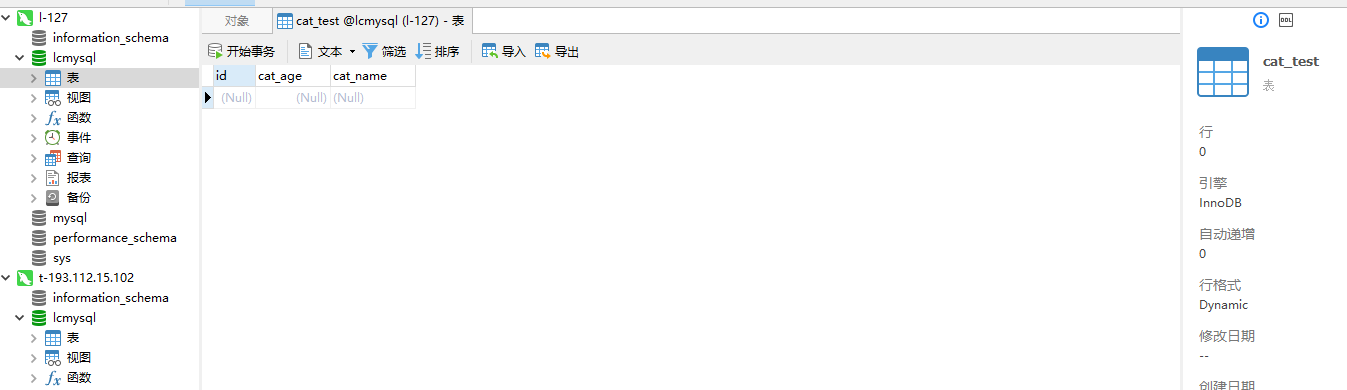 l-127
information_schema
lcmysql
表
视图
函数
事件
查询
报表
备份
mysql
performance_schema
sys
t-193.112.15.102
information_schema
lcmysql
表
视图
函数
对象
cat_test @lcmysql (l-127) - 表
开始事务 文本 筛选 排序 导入 导出
id cat_age cat_name
(Null) (Null) (Null)
DDL
cat_test
表
行
0
引擎
InnoDB
自动递增
0
行格式
Dynamic
修改日期
--
创建日期